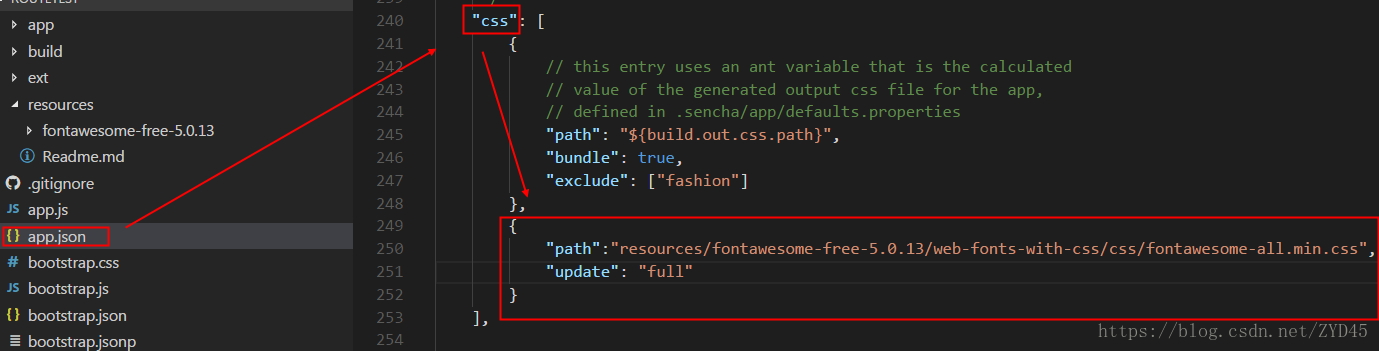 ROUTETEST
app
build
ext
resources
fontawesome-free-5.0.13
Readme.md
.gitignore
JS app.js
{} app.json
# bootstrap.css
JS bootstrap.js
{} bootstrap.json
bootstrap.jsonp
240 "css": [
241 {
242 // this entry uses an ant variable that is the calculated
243 // value of the generated output css file for the app,
244 // defined in .sencha/app/defaults.properties
245 "path": "${build.out.css.path}",
246 "bundle": true,
247 "exclude": ["fashion"]
248 },
249 {
250 "path":"resources/fontawesome-free-5.0.13/web-fonts-with-css/css/fontawesome-all.min.css",
251 "update": "full"
252 }
253 ],
254
https://blog.csdn.net/ZYD45